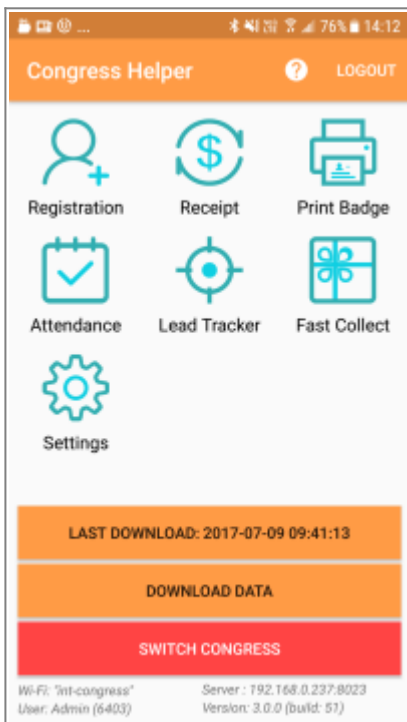 ... 76% 14:12
Congress Helper ? LOGOUT
Registration Receipt Print Badge
Attendance Lead Tracker Fast Collect
Settings
LAST DOWNLOAD: 2017-07-09 09:41:13
DOWNLOAD DATA
SWITCH CONGRESS
Wi-Fi: "int-congress" Server : 192.168.0.237:8023
User: Admin (6403) Version: 3.0.0 (build: 51)